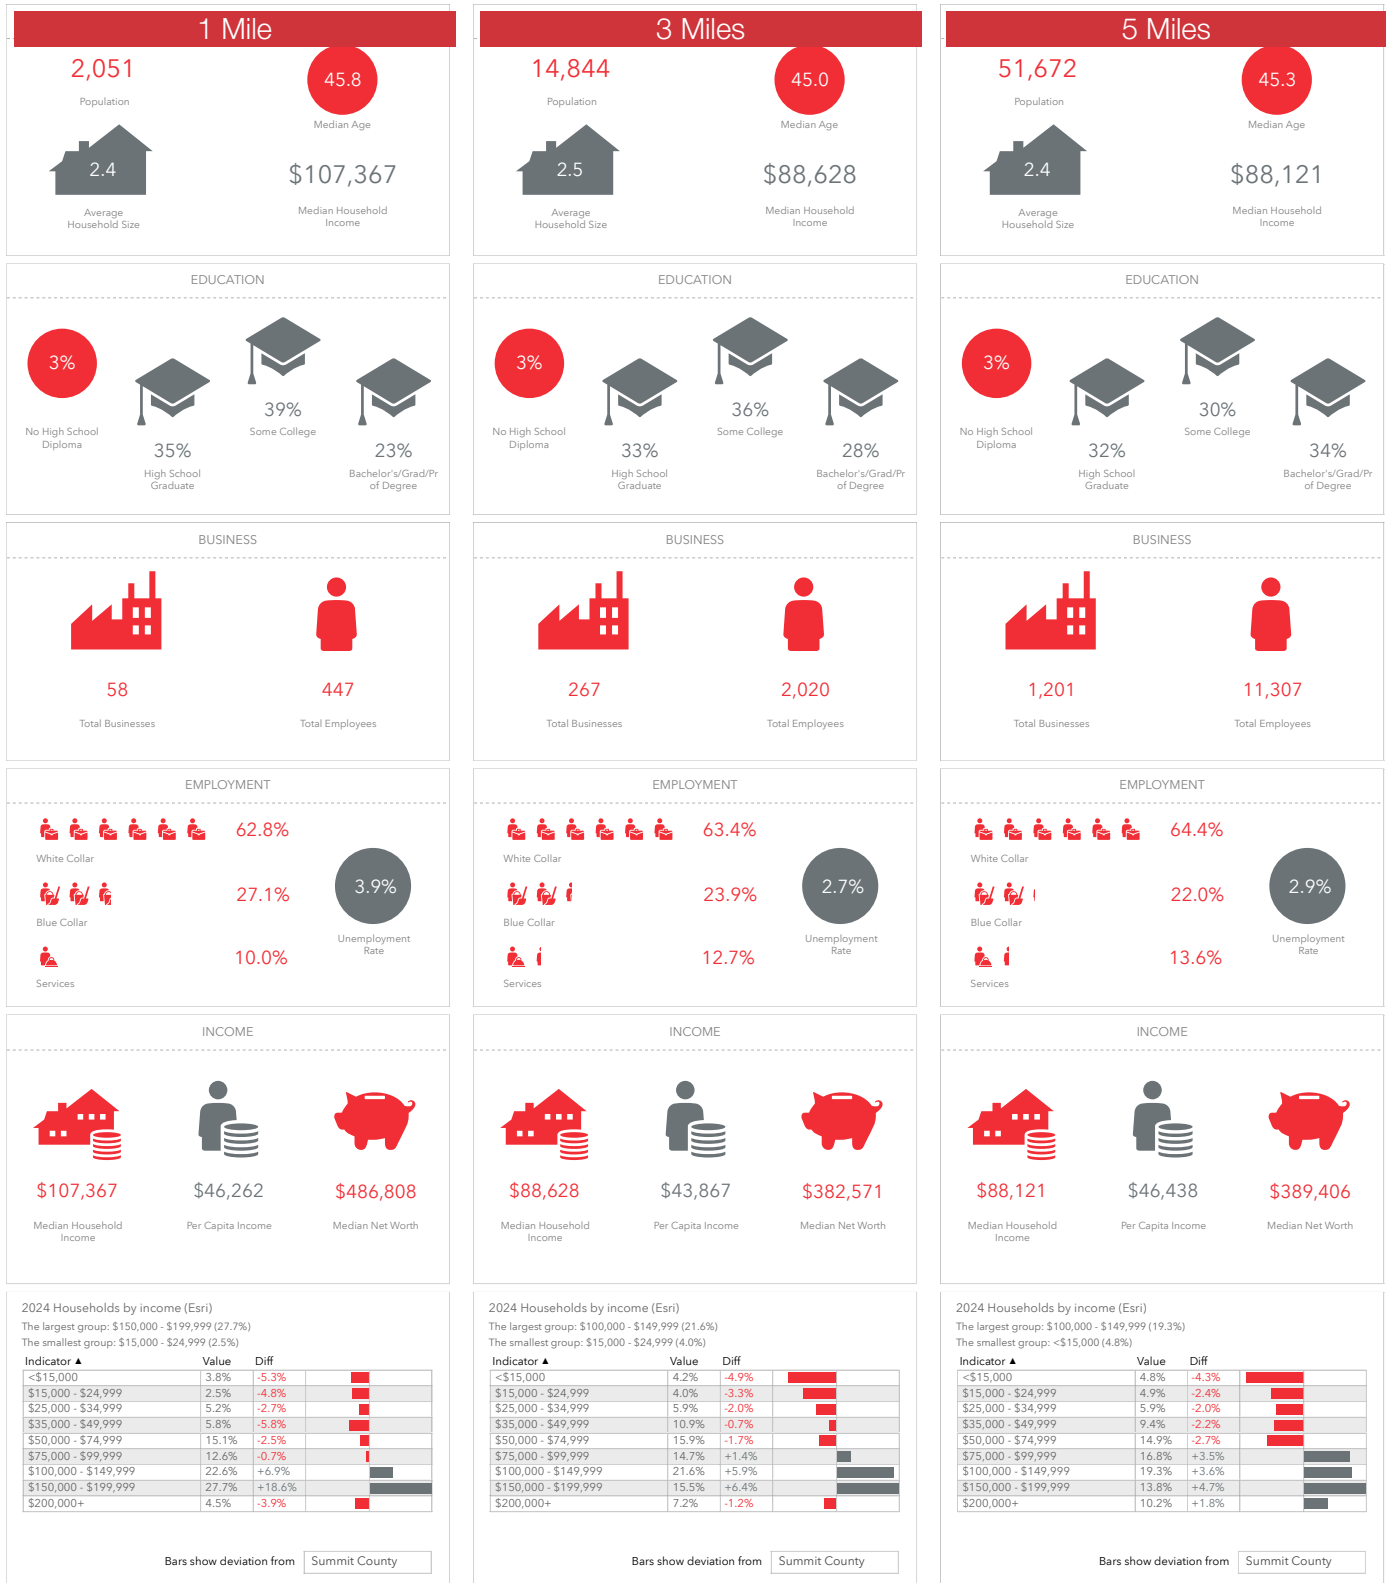 1 Mile
2,051
Population
45.8
Median Age
2.4
Average
Household Size
$107,367
Median Household
Income
EDUCATION
3%
No High School
Diploma
35%
High School
Graduate
39%
Some College
23%
Bachelor's/Grad/Pr
of Degree
BUSINESS
58
Total Businesses
447
Total Employees
EMPLOYMENT
62.8%
White Collar
27.1%
Blue Collar
10.0%
Services
3.9%
Unemployment
Rate
INCOME
$107,367
Median Household
Income
$46,262
Per Capita Income
$486,808
Median Net Worth
2024 Households by income (Esri)
The largest group: $150,000 - $199,999 (27.7%)
The smallest group: $15,000 - $24,999 (2.5%)
Indicator ▲ Value Diff
<$15,000 3.8% -5.3%
$15,000 - $24,999 2.5% -4.8%
$25,000 - $34,999 5.2% -2.7%
$35,000 - $49,999 5.8% -5.8%
$50,000 - $74,999 15.1% -2.5%
$75,000 - $99,999 12.6% -0.7%
$100,000 - $149,999 22.6% +6.9%
$150,000 - $199,999 27.7% +18.6%
$200,000+ 4.5% -3.9%
Bars show deviation from Summit County
3 Miles
14,844
Population
45.0
Median Age
2.5
Average
Household Size
$88,628
Median Household
Income
EDUCATION
3%
No High School
Diploma
33%
High School
Graduate
36%
Some College
28%
Bachelor's/Grad/Pr
of Degree
BUSINESS
267
Total Businesses
2,020
Total Employees
EMPLOYMENT
63.4%
White Collar
23.9%
Blue Collar
12.7%
Services
2.7%
Unemployment
Rate
INCOME
$88,628
Median Household
Income
$43,867
Per Capita Income
$382,571
Median Net Worth
2024 Households by income (Esri)
The largest group: $100,000 - $149,999 (21.6%)
The smallest group: $15,000 - $24,999 (4.0%)
Indicator ▲ Value Diff
<$15,000 4.2% -4.9%
$15,000 - $24,999 4.0% -3.3%
$25,000 - $34,999 5.9% -2.0%
$35,000 - $49,999 10.9% -0.7%
$50,000 - $74,999 15.9% -1.7%
$75,000 - $99,999 14.7% +1.4%
$100,000 - $149,999 21.6% +5.9%
$150,000 - $199,999 15.5% +6.4%
$200,000+ 7.2% -1.2%
Bars show deviation from Summit County
5 Miles
51,672
Population
45.3
Median Age
2.4
Average
Household Size
$88,121
Median Household
Income
EDUCATION
3%
No High School
Diploma
32%
High School
Graduate
30%
Some College
34%
Bachelor's/Grad/Pr
of Degree
BUSINESS
1,201
Total Businesses
11,307
Total Employees
EMPLOYMENT
64.4%
White Collar
22.0%
Blue Collar
13.6%
Services
2.9%
Unemployment
Rate
INCOME
$88,121
Median Household
Income
$46,438
Per Capita Income
$389,406
Median Net Worth
2024 Households by income (Esri)
The largest group: $100,000 - $149,999 (19.3%)
The smallest group: <$15,000 (4.8%)
Indicator ▲ Value Diff
<$15,000 4.8% -4.3%
$15,000 - $24,999 4.9% -2.4%
$25,000 - $34,999 5.9% -2.0%
$35,000 - $49,999 9.4% -2.2%
$50,000 - $74,999 14.9% -2.7%
$75,000 - $99,999 16.8% +3.5%
$100,000 - $149,999 19.3% +3.6%
$150,000 - $199,999 13.8% +4.7%
$200,000+ 10.2% +1.8%
Bars show deviation from Summit County